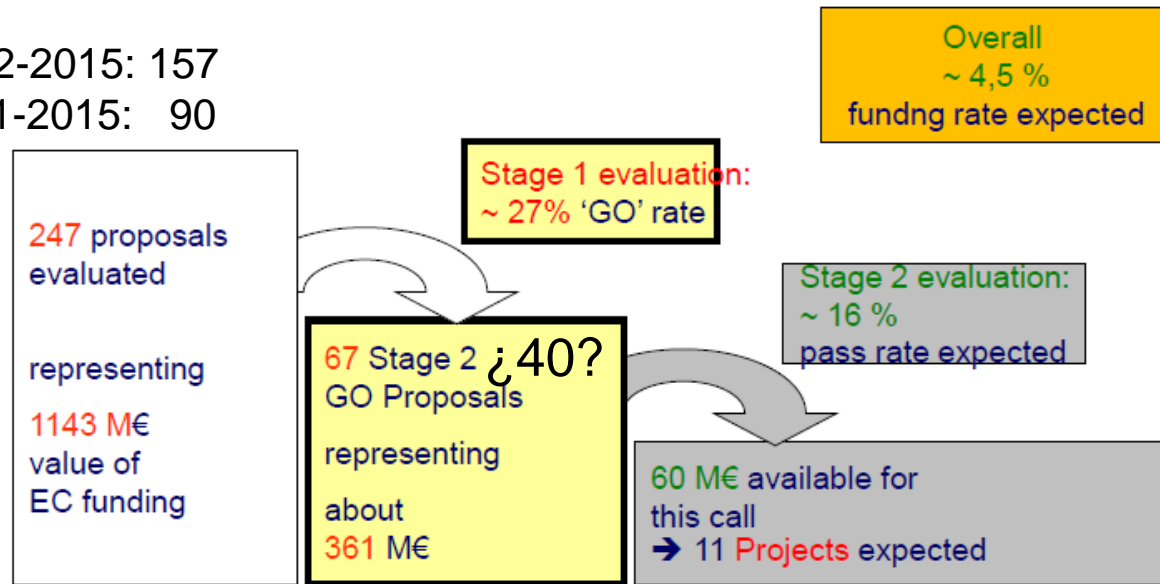 2-2015: 157
1-2015: 90
Overall
~ 4,5 %
fundng rate expected
Stage 1 evaluation:
~ 27% ‘GO’ rate
247 proposals
evaluated
representing
1143 M€
value of
EC funding
67 Stage 2 ¿40?
GO Proposals
representing
about
361 M€
Stage 2 evaluation:
~ 16 %
pass rate expected
60 M€ available for
this call
➔ 11 Projects expected